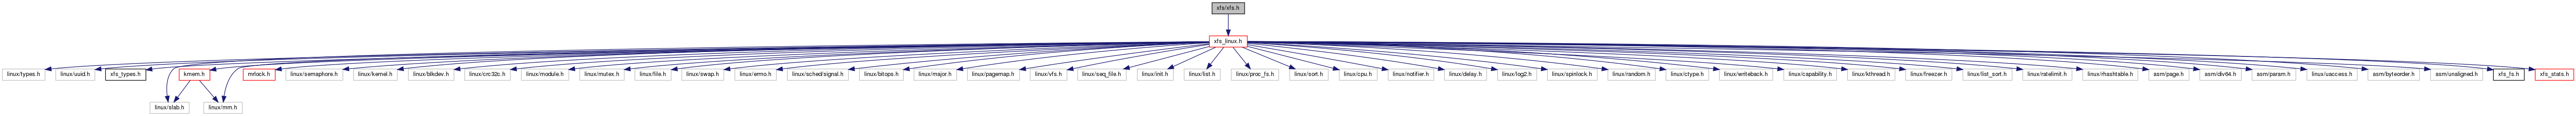 xfs/xfs.h
xfs_linux.h
linux/types.h
linux/uuid.h
xfs_types.h
kmem.h
mrlock.h
linux/semaphore.h
linux/kernel.h
linux/blkdev.h
linux/crc32c.h
linux/module.h
linux/mutex.h
linux/file.h
linux/swap.h
linux/errno.h
linux/sched/signal.h
linux/bitops.h
linux/major.h
linux/pagemap.h
linux/vfs.h
linux/seq_file.h
linux/init.h
linux/list.h
linux/proc_fs.h
linux/sort.h
linux/cpu.h
linux/notifier.h
linux/delay.h
linux/log2.h
linux/spinlock.h
linux/random.h
linux/ctype.h
linux/writeback.h
linux/capability.h
linux/kthread.h
linux/freezer.h
linux/list_sort.h
linux/ratelimit.h
linux/rhashtable.h
asm/page.h
asm/div64.h
asm/param.h
linux/uaccess.h
asm/byteorder.h
asm/unaligned.h
xfs_fs.h
xfs_stats.h
linux/slab.h
linux/mm.h